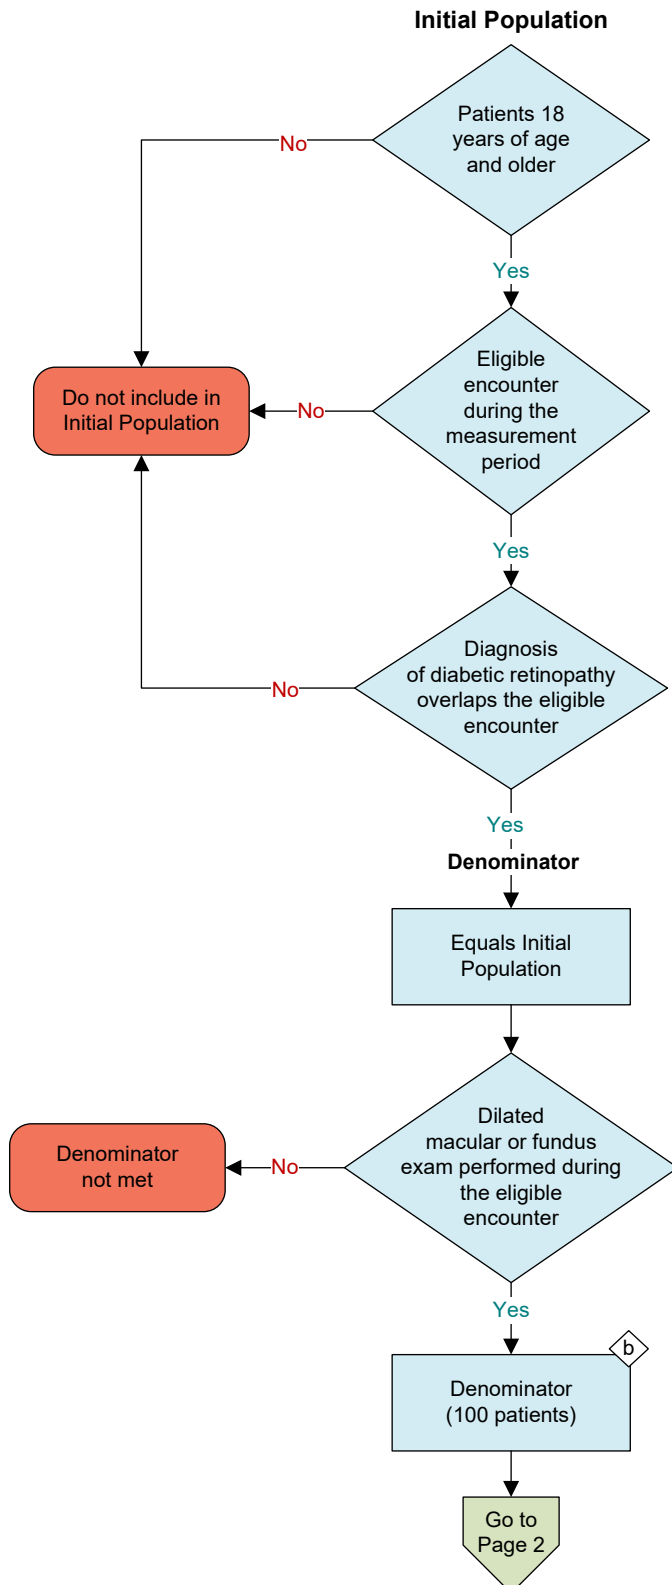 Initial Population
Patients 18
years of age
and older
No
Yes
Eligible
encounter
during the
measurement
period
No
Do not include in
Initial Population
Yes
Diagnosis
of diabetic retinopathy
overlaps the eligible
encounter
No
Yes
Denominator
Equals Initial
Population
Dilated
macular or fundus
exam performed during
the eligible
encounter
No
Denominator
not met
Yes
b
Denominator
(100 patients)
Go to
Page 2